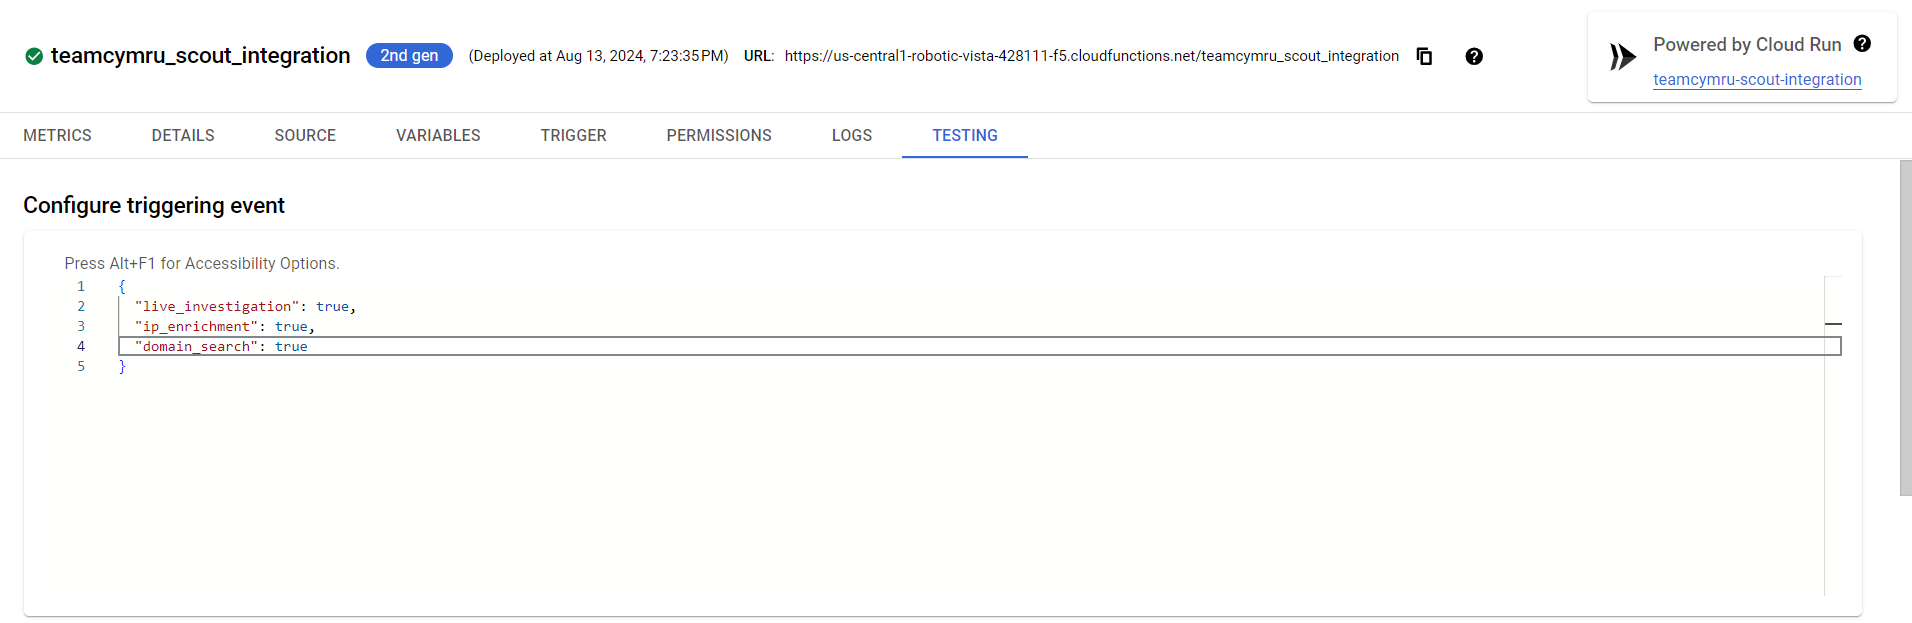 teamcymru_scout_integration 2nd gen (Deployed at Aug 13, 2024, 7:23:35 PM) URL: https://us-central1-robotic-vista-428111-f5.cloudfunctions.net/teamcymru_scout_integration
Powered by Cloud Run
teamcymru-scout-integration
METRICS DETAILS SOURCE VARIABLES TRIGGER PERMISSIONS LOGS TESTING
Configure triggering event
Press Alt+F1 for Accessibility Options.
1 {
2 "live_investigation": true,
3 "ip_enrichment": true,
4 "domain_search": true
5 }